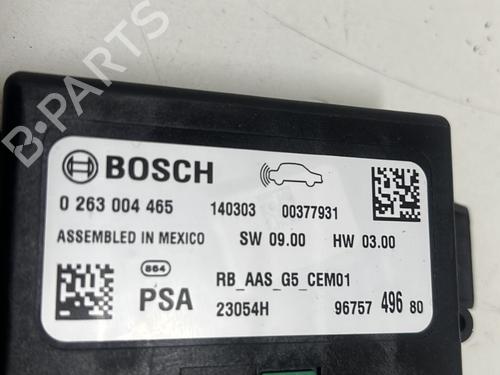 B-PARTS
BOSCH
0 263 004 465 140303 00377931
ASSEMBLED IN MEXICO SW 09.00 HW 03.00
864 RB_AAS_G5_CEM01
PSA 23054H 96757 496 80